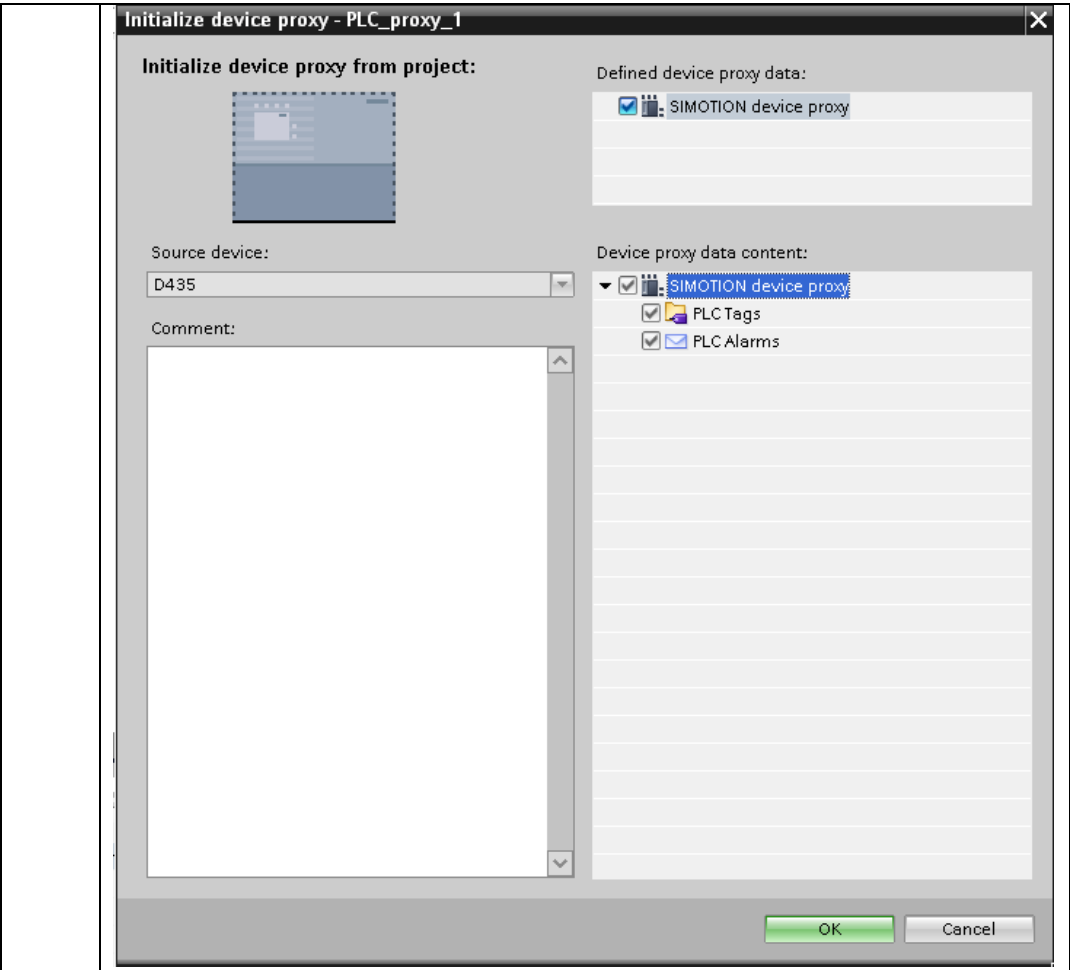 Initialize device proxy - PLC_proxy_1
Initialize device proxy from project:
Source device:
D435
Comment:
Defined device proxy data:
SIMOTION device proxy
Device proxy data content:
SIMOTION device proxy
PLC Tags
PLC Alarms
OK
Cancel